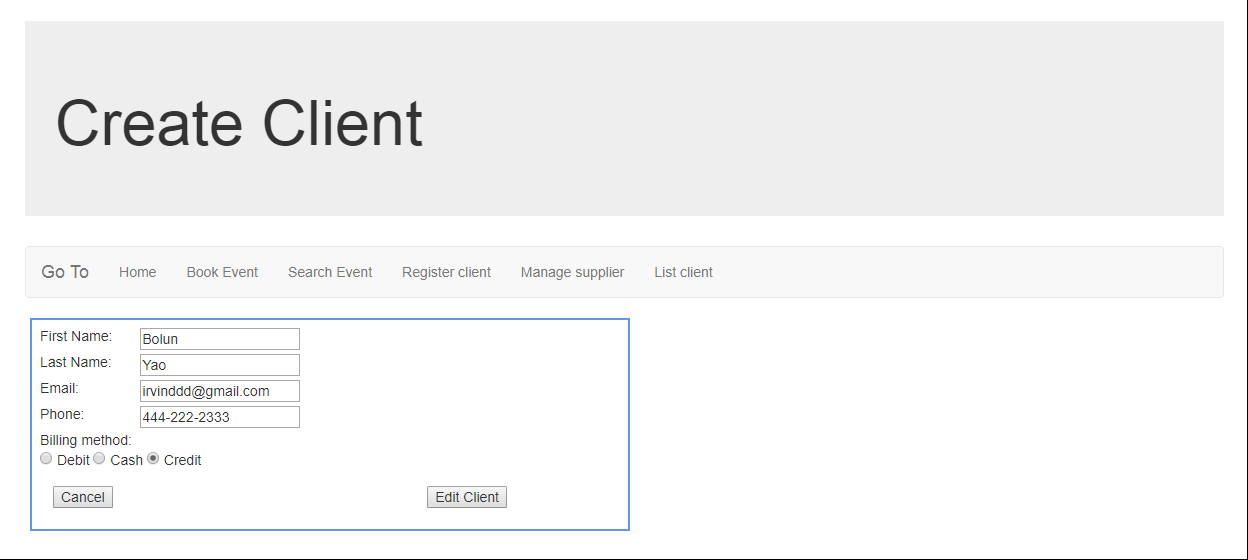 Create Client
Go To Home Book Event Search Event Register client Manage supplier List client
First Name: Bolun
Last Name: Yao
Email: irvinddd@gmail.com
Phone: 444-222-2333
Billing method:
Debit Cash Credit
Cancel Edit Client